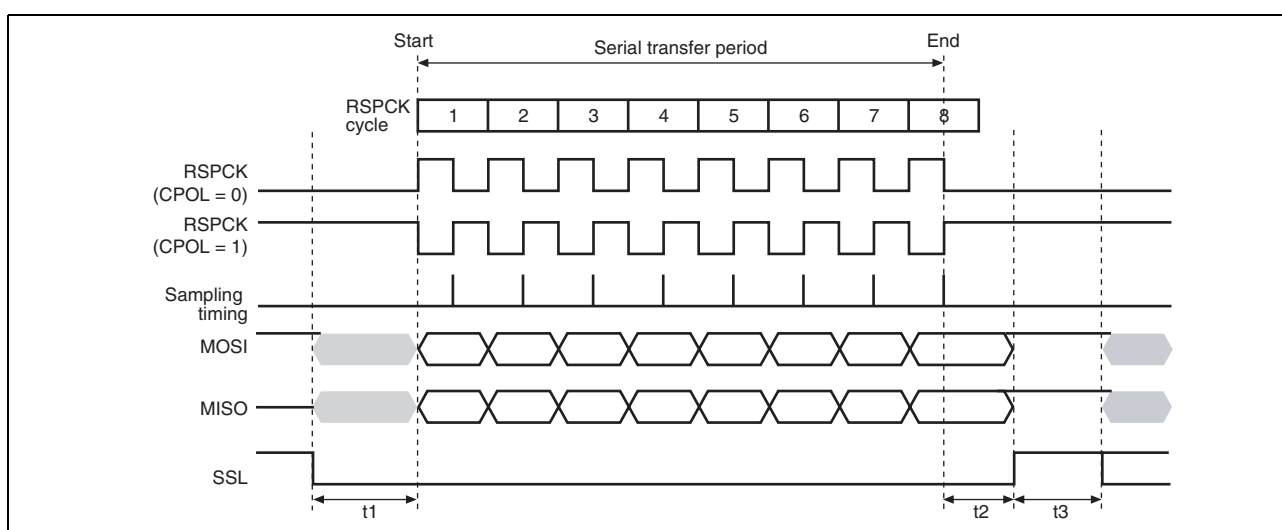 Start
Serial transfer period
End
RSPCK
cycle
1 2 3 4 5 6 7 8
RSPCK
(CPOL = 0)
RSPCK
(CPOL = 1)
Sampling
timing
MOSI
MISO
SSL
t1
t2
t3